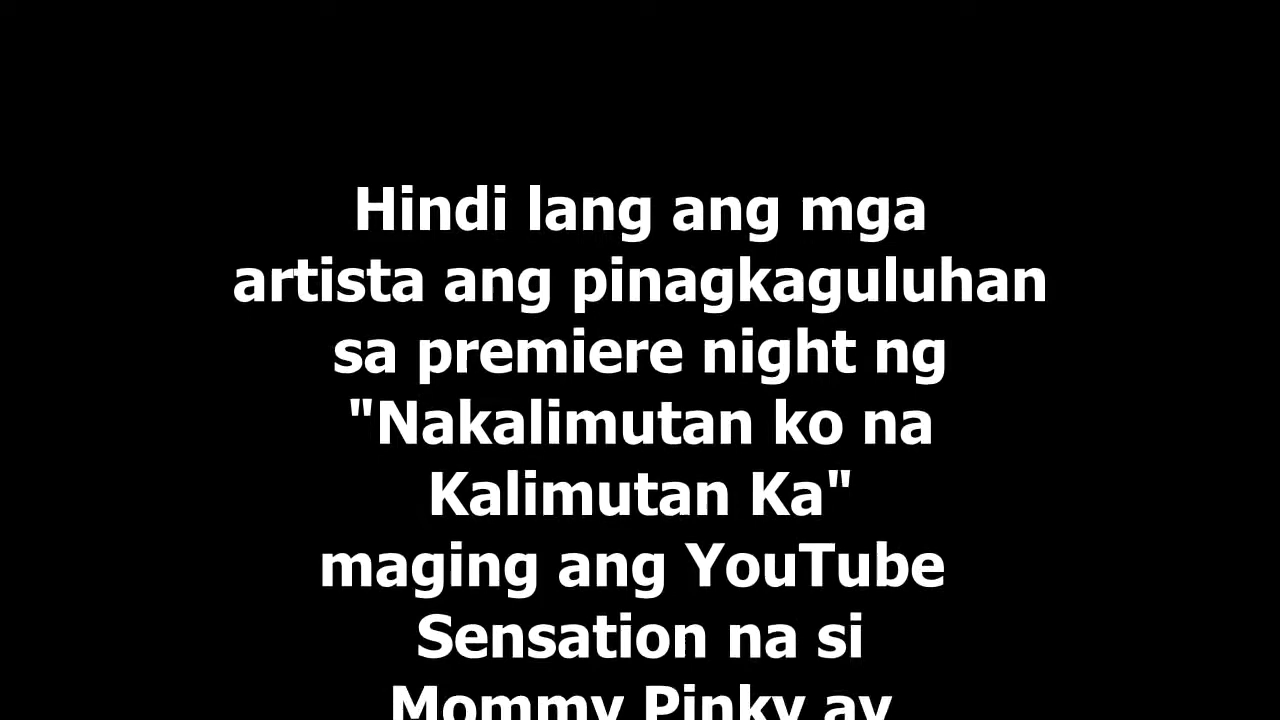 Hindi lang ang mga
artista ang pinagkaguluhan
sa premiere night ng
"Nakalimutan ko na
Kalimutan Ka"
maging ang YouTube
Sensation na si
Mommy Pinky ay